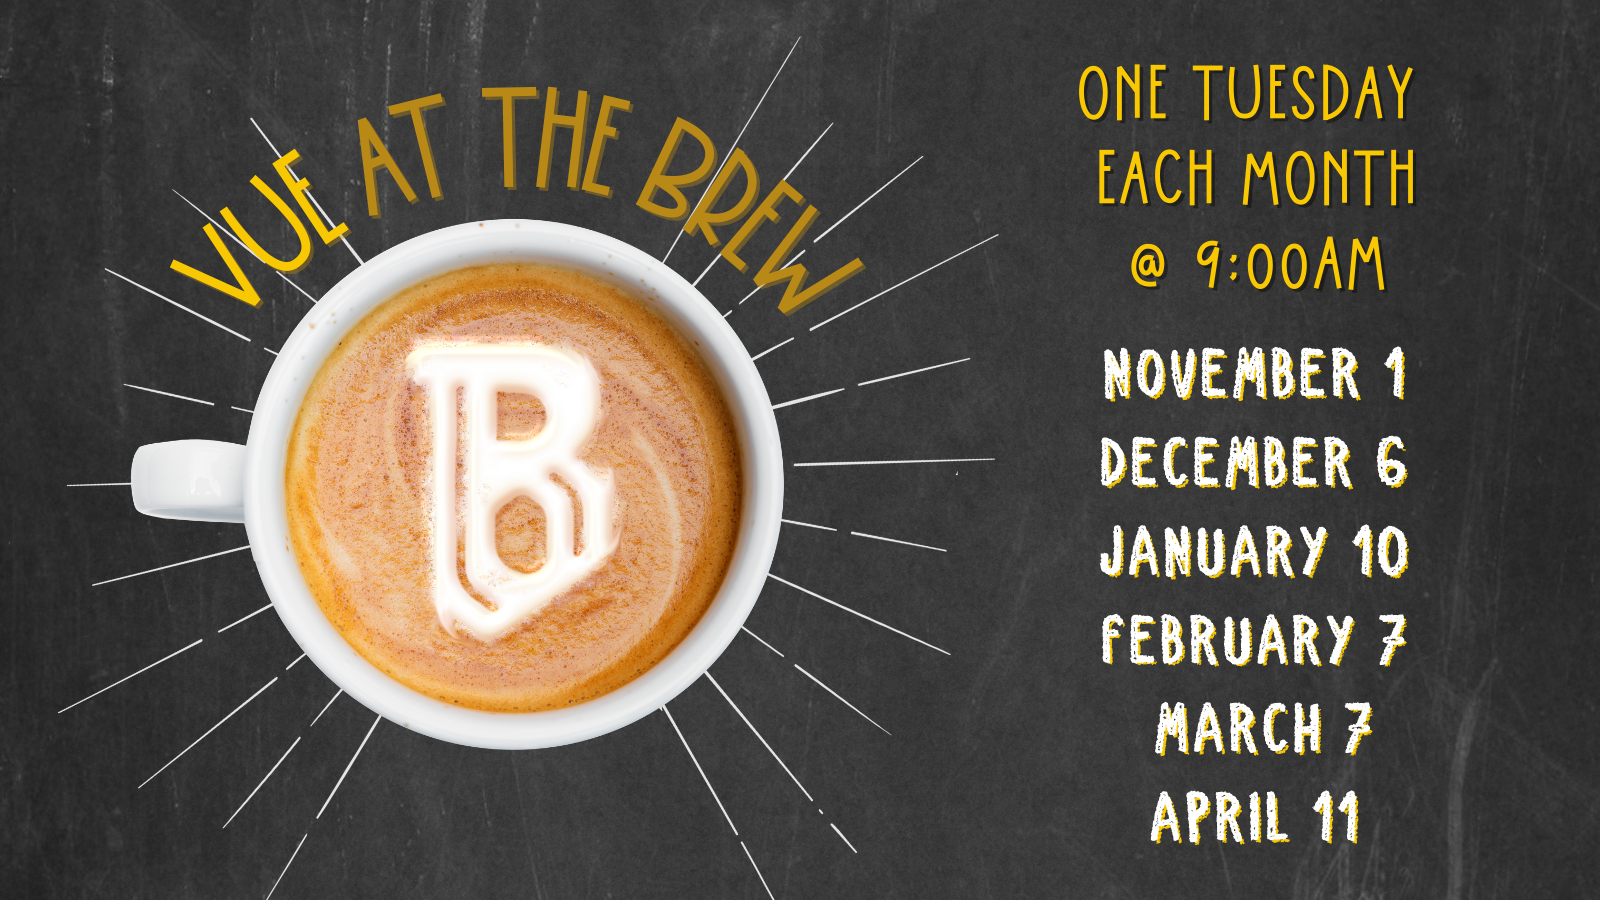 VUE AT THE BREW
B
ONE TUESDAY
EACH MONTH
@ 9:00AM
NOVEMBER 1
DECEMBER 6
JANUARY 10
FEBRUARY 7
MARCH 7
APRIL 11